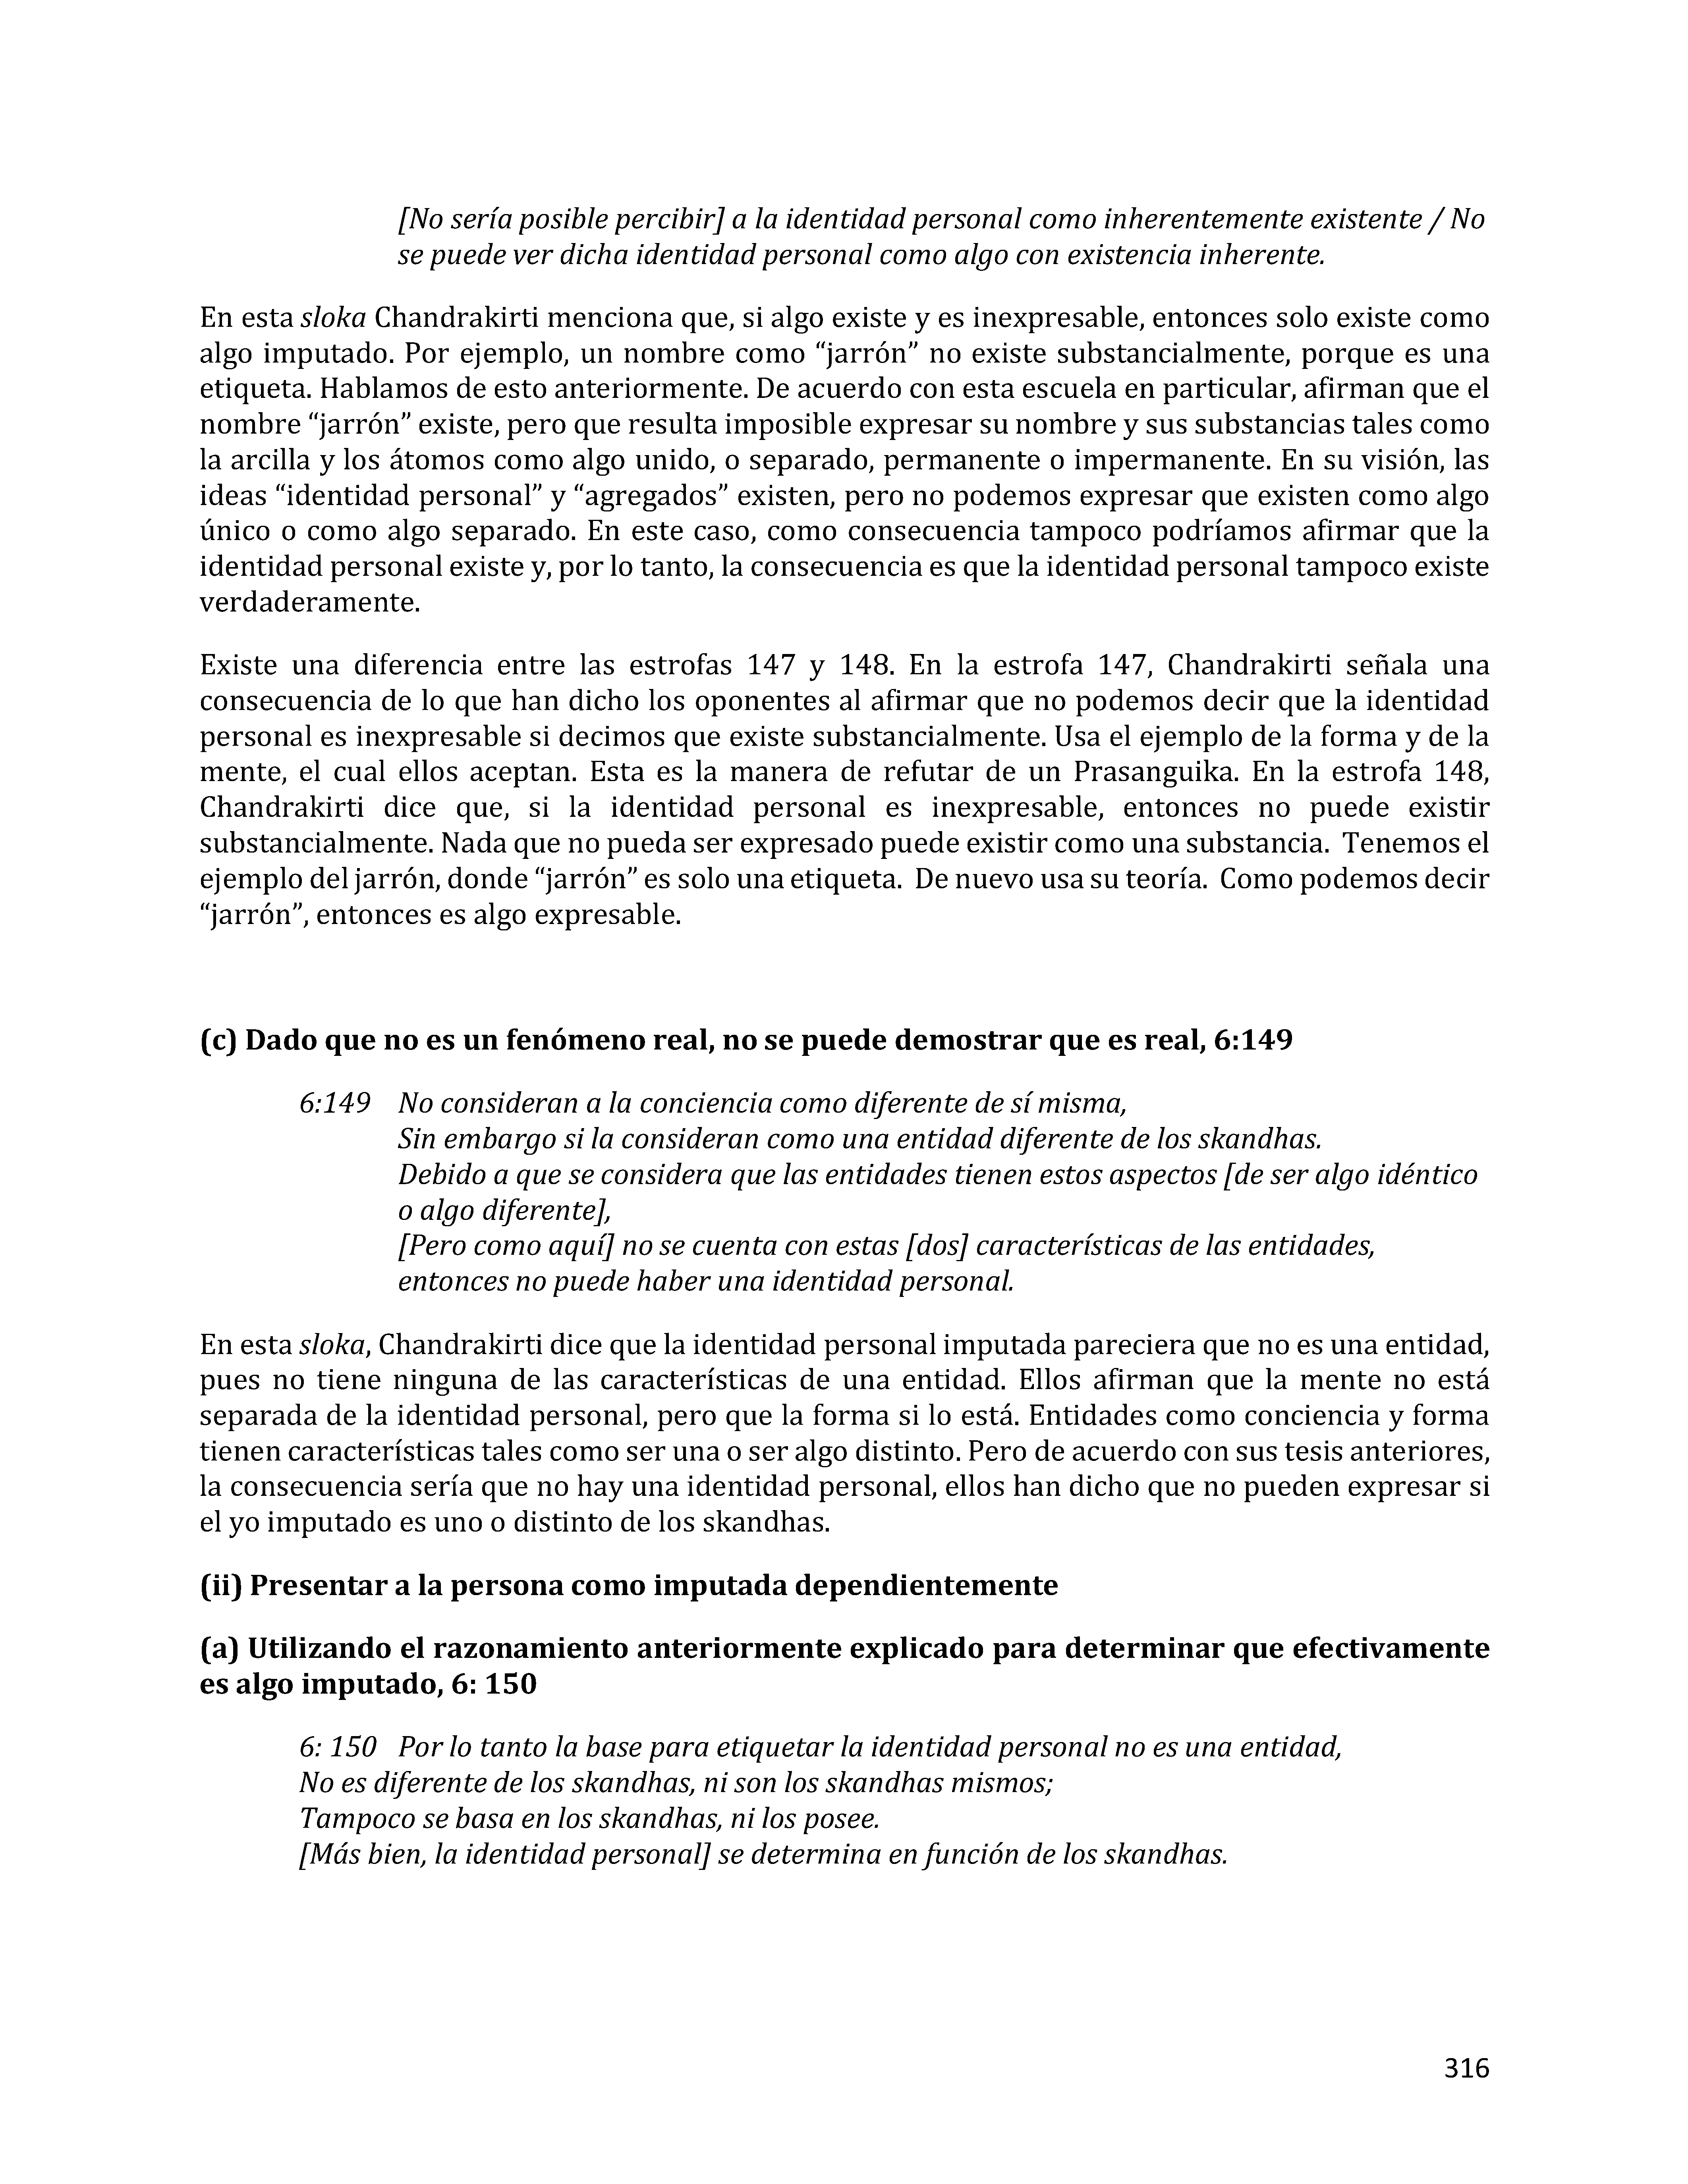 [No sería posible percibir] a la identidad personal como inherentemente existente / No
se puede ver dicha identidad personal como algo con existencia inherente.
En esta sloka Chandrakirti menciona que, si algo existe y es inexpresable, entonces solo existe como
algo imputado. Por ejemplo, un nombre como “jarrón” no existe substancialmente, porque es una
etiqueta. Hablamos de esto anteriormente. De acuerdo con esta escuela en particular, afirman que el
nombre “jarrón” existe, pero que resulta imposible expresar su nombre y sus substancias tales como
la arcilla y los átomos como algo unido, o separado, permanente o impermanente. En su visión, las
ideas “identidad personal” y “agregados” existen, pero no podemos expresar que existen como algo
único o como algo separado. En este caso, como consecuencia tampoco podríamos afirmar que la
identidad personal existe y, por lo tanto, la consecuencia es que la identidad personal tampoco existe
verdaderamente.
Existe una diferencia entre las estrofas 147 y 148. En la estrofa 147, Chandrakirti señala una
consecuencia de lo que han dicho los oponentes al afirmar que no podemos decir que la identidad
personal es inexpresable si decimos que existe substancialmente. Usa el ejemplo de la forma y de la
mente, el cual ellos aceptan. Esta es la manera de refutar de un Prasanguika. En la estrofa 148,
Chandrakirti dice que, si la identidad personal es inexpresable, entonces no puede existir
substancialmente. Nada que no pueda ser expresado puede existir como una substancia. Tenemos el
ejemplo del jarrón, donde “jarrón” es solo una etiqueta. De nuevo usa su teoría. Como podemos decir
“jarrón”, entonces es algo expresable.
(c) Dado que no es un fenómeno real, no se puede demostrar que es real, 6:149
6:149 No consideran a la conciencia como diferente de sí misma,
Sin embargo si la consideran como una entidad diferente de los skandhas.
Debido a que se considera que las entidades tienen estos aspectos [de ser algo idéntico
o algo diferente],
[Pero como aquí] no se cuenta con estas [dos] características de las entidades,
entonces no puede haber una identidad personal.
En esta sloka, Chandrakirti dice que la identidad personal imputada pareciera que no es una entidad,
pues no tiene ninguna de las características de una entidad. Ellos afirman que la mente no está
separada de la identidad personal, pero que la forma si lo está. Entidades como conciencia y forma
tienen características tales como ser una o ser algo distinto. Pero de acuerdo con sus tesis anteriores,
la consecuencia sería que no hay una identidad personal, ellos han dicho que no pueden expresar si
el yo imputado es uno o distinto de los skandhas.
(ii) Presentar a la persona como imputada dependientemente
(a) Utilizando el razonamiento anteriormente explicado para determinar que efectivamente
es algo imputado, 6: 150
6: 150 Por lo tanto la base para etiquetar la identidad personal no es una entidad,
No es diferente de los skandhas, ni son los skandhas mismos;
Tampoco se basa en los skandhas, ni los posee.
[Más bien, la identidad personal] se determina en función de los skandhas.
316